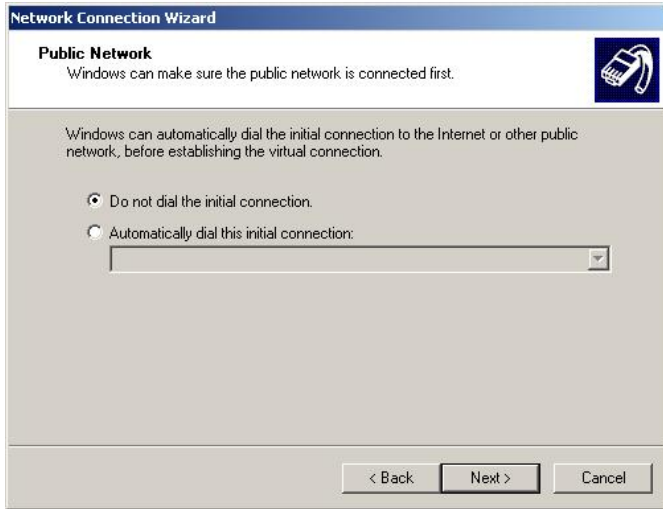 Network Connection Wizard
Public Network
Windows can make sure the public network is connected first.
Windows can automatically dial the initial connection to the Internet or other public
network, before establishing the virtual connection.
Do not dial the initial connection.
Automatically dial this initial connection:
< Back Next > Cancel